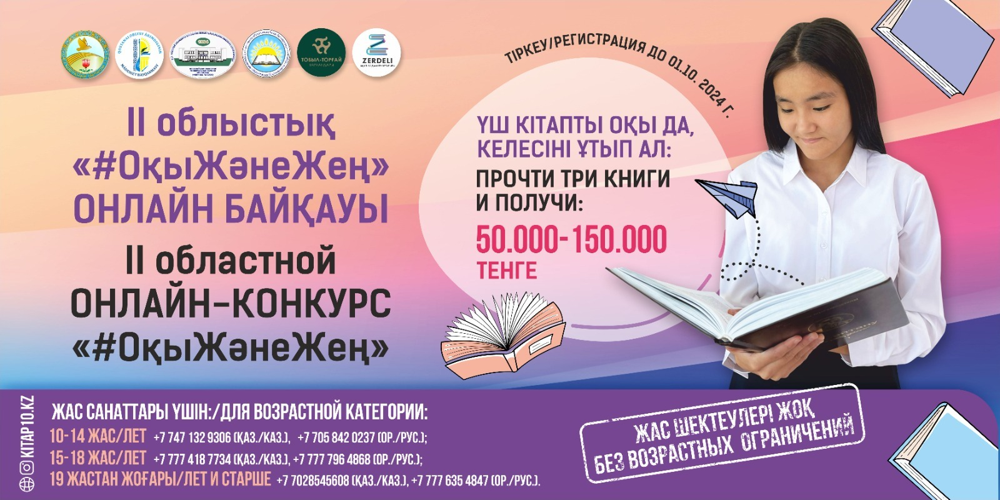 QOSTANAI OBLYSY ÁKIMDIGINIŃ
MÁDENIET BASQARMASY
ТОБЫЛ-ТОРҒАЙ
ZERDELI
ТІРКЕУ/РЕГИСТРАЦИЯ ДО 01.10. 2024 Г.
II облыстық
«#ОқыЖәнеЖең»
ОНЛАЙН БАЙҚАУЫ
II областной
ОНЛАЙН-КОНКУРС
«#ОқыЖәнеЖең»
ҮШ КІТАПТЫ ОҚЫ ДА,
КЕЛЕСІНІ ҰТЫП АЛ:
ПРОЧТИ ТРИ КНИГИ
И ПОЛУЧИ:
50.000-150.000
ТЕНГЕ
KITAP10.KZ
ЖАС САНАТТАРЫ ҮШІН:/ДЛЯ ВОЗРАСТНОЙ КАТЕГОРИИ:
10-14 ЖАС/ЛЕТ +7 747 132 9306 (ҚАЗ./КАЗ.), +7 705 842 0237 (ОР./РУС.);
15-18 ЖАС/ЛЕТ +7 777 418 7734 (ҚАЗ./КАЗ.), +7 777 796 4868 (ОР./РУС.);
19 ЖАСТАН ЖОҒАРЫ/ЛЕТ И СТАРШЕ +7 7028545608 (ҚАЗ./КАЗ.), +7 777 635 4847 (ОР./РУС.).
ЖАС ШЕКТЕУЛЕРІ ЖОҚ
БЕЗ ВОЗРАСТНЫХ ОГРАНИЧЕНИЙ